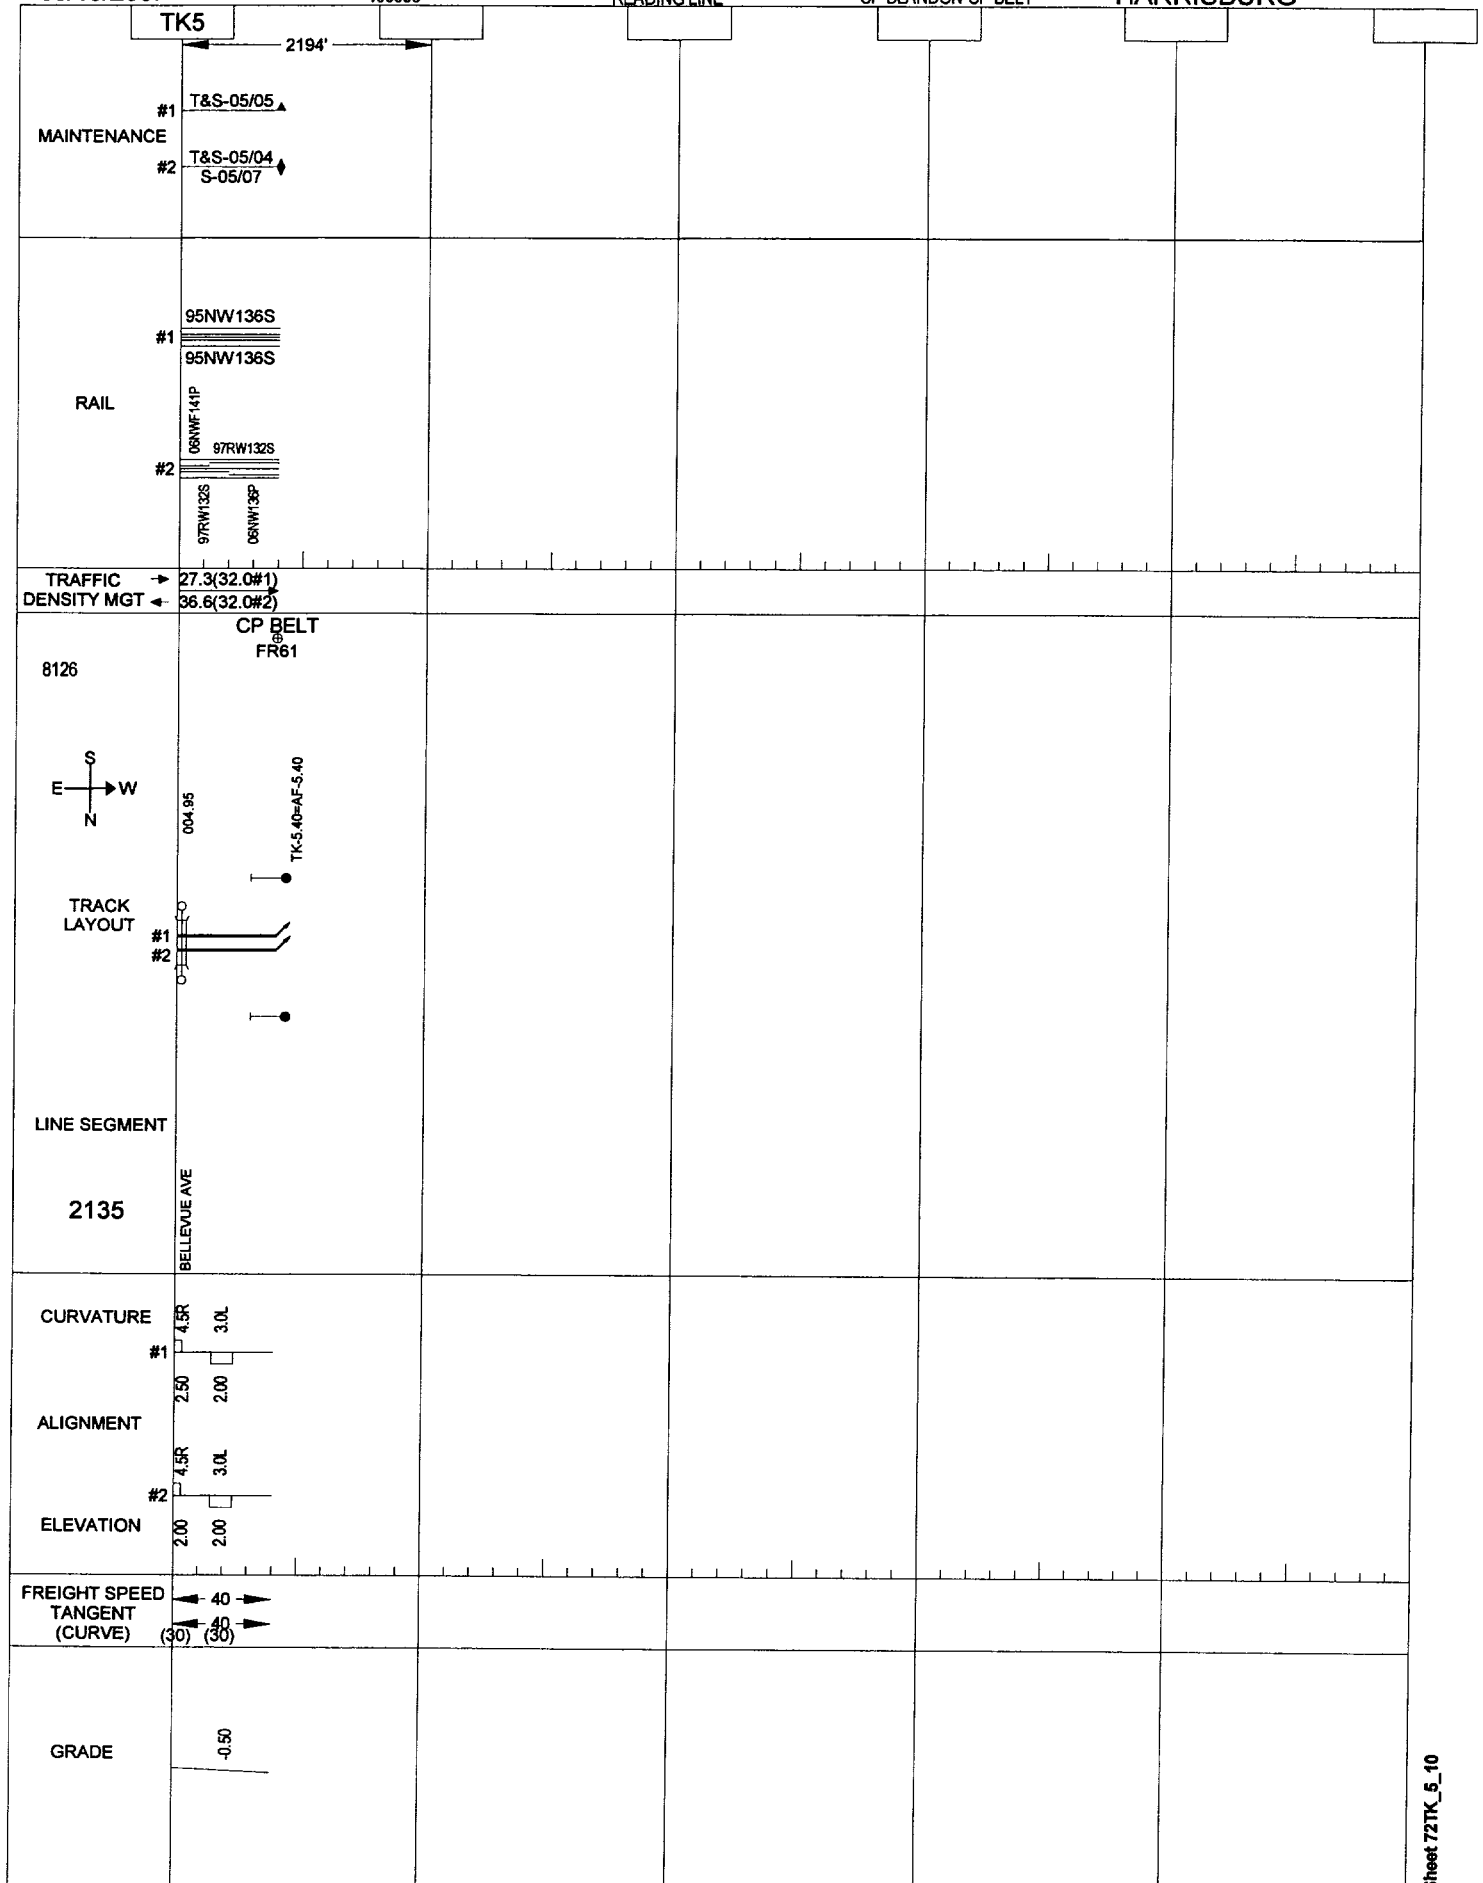 READING LINE
HARRISBURG
TK5
2194'
T&S-05/05
#1
MAINTENANCE
T&S-05/04
#2
S-05/07
95NW136S
#1
95NW136S
RAIL
06NWF141P
97RW132S
#2
97RW132S
06NW136P
TRAFFIC
27.3(32.0#1)
DENSITY MGT
36.6(32.0#2)
CP BELT
FR61
8126
S
E
W
N
004.95
TK-5.40=AF-5.40
TRACK
LAYOUT
#1
#2
LINE SEGMENT
2135
BELLEVUE AVE
CURVATURE
4.5R
3.0L
#1
2.50
2.00
ALIGNMENT
4.5R
3.0L
#2
ELEVATION
2.00
2.00
FREIGHT SPEED
40
TANGENT
40
(CURVE)
(30)
(30)
GRADE
-0.50
Sheet 72TK_5_10